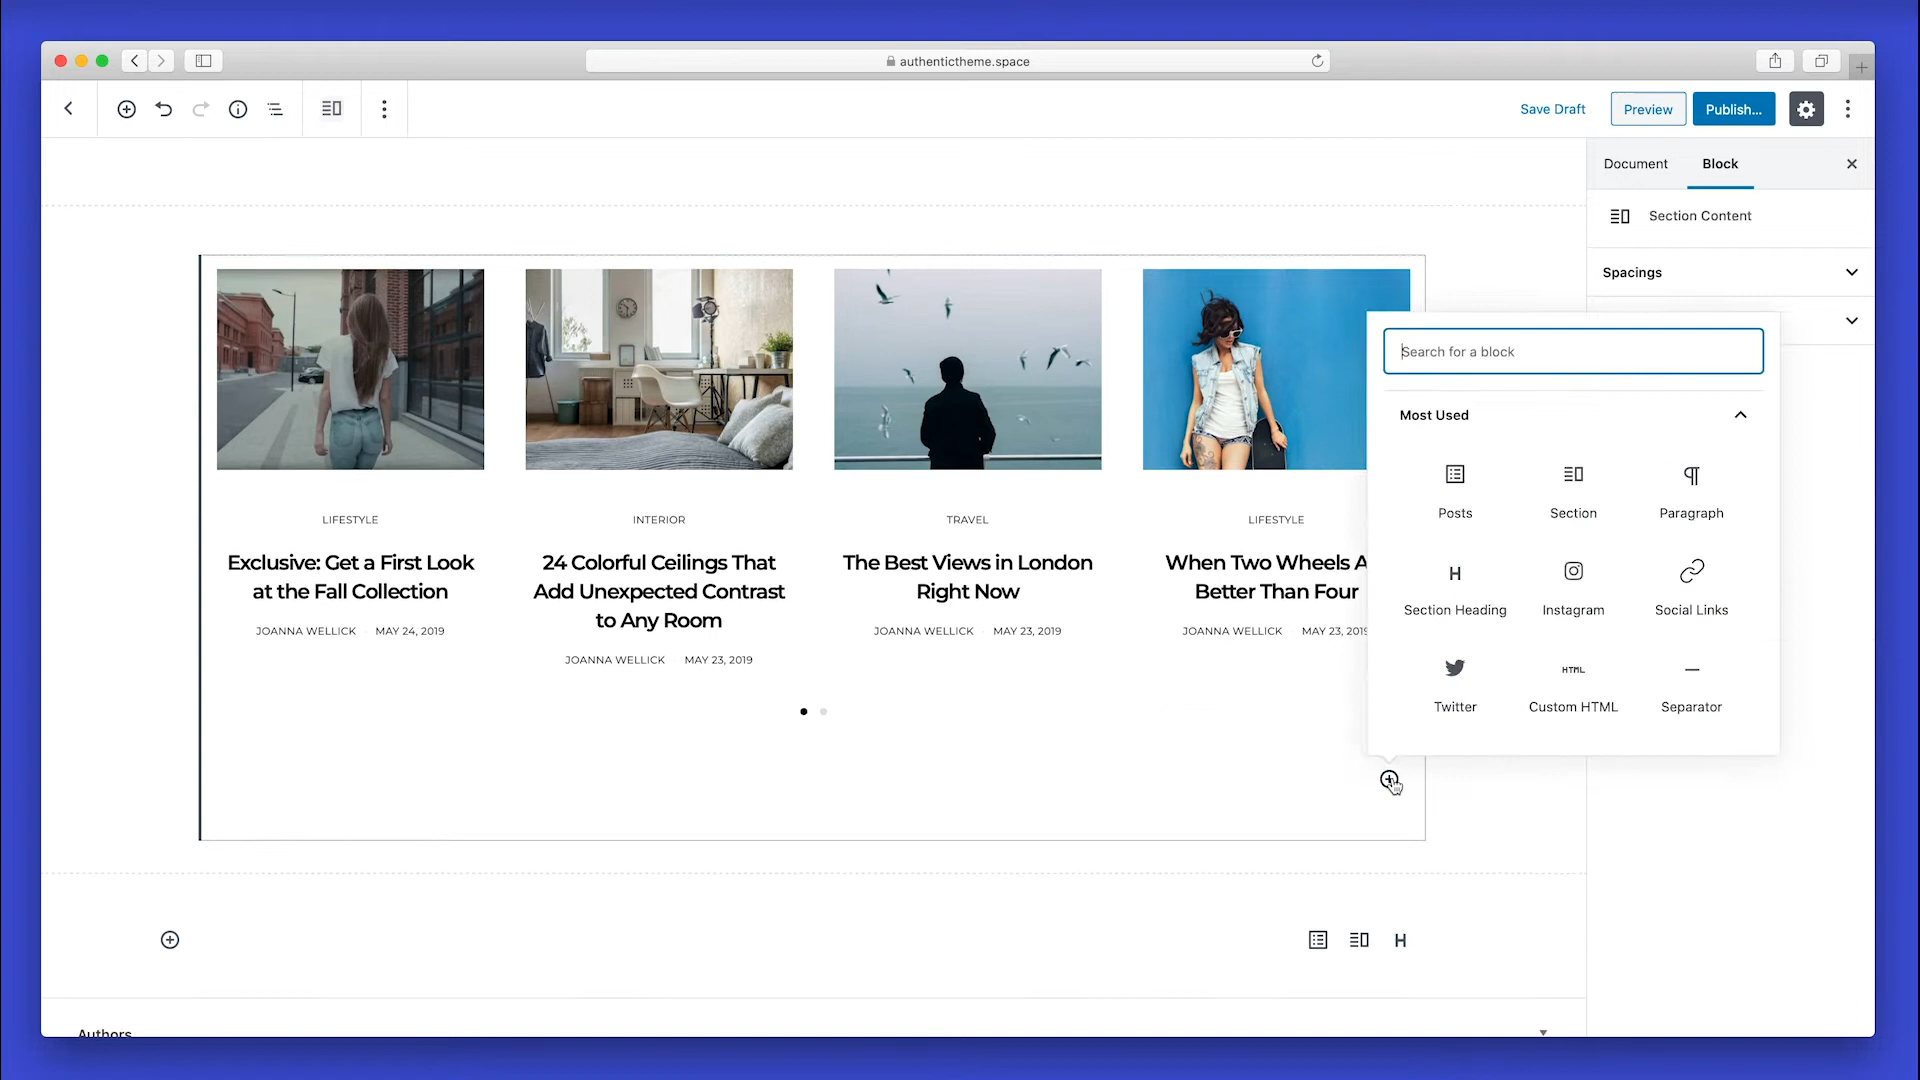 authentictheme.space
Save Draft
Preview
Publish...
Document
Block
Section Content
Spacings
Search for a block
Most Used
Posts
Section
Paragraph
H
Section Heading
Instagram
Social Links
Twitter
HTML
Custom HTML
Separator
LIFESTYLE
Exclusive: Get a First Look
at the Fall Collection
JOANNA WELLICK MAY 24, 2019
INTERIOR
24 Colorful Ceilings That
Add Unexpected Contrast
to Any Room
JOANNA WELLICK MAY 23, 2019
TRAVEL
The Best Views in London
Right Now
JOANNA WELLICK MAY 23, 2019
LIFESTYLE
When Two Wheels A
Better Than Four
JOANNA WELLICK MAY 23, 2019
H
Authors